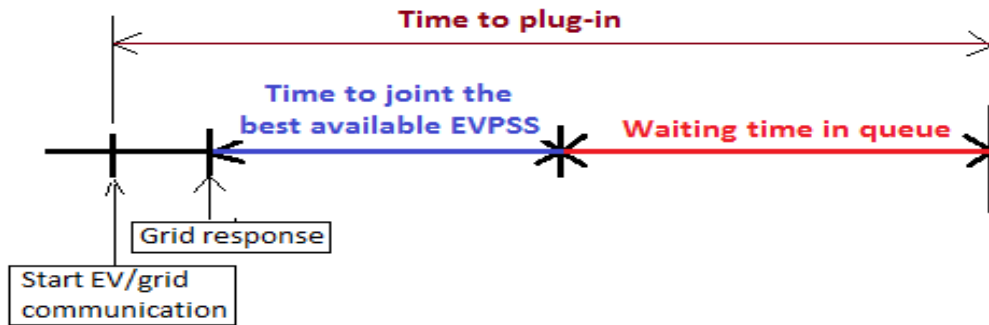 Time to plug-in
Time to joint the
best available EVPSS
Waiting time in queue
Grid response
Start EV/grid
communication